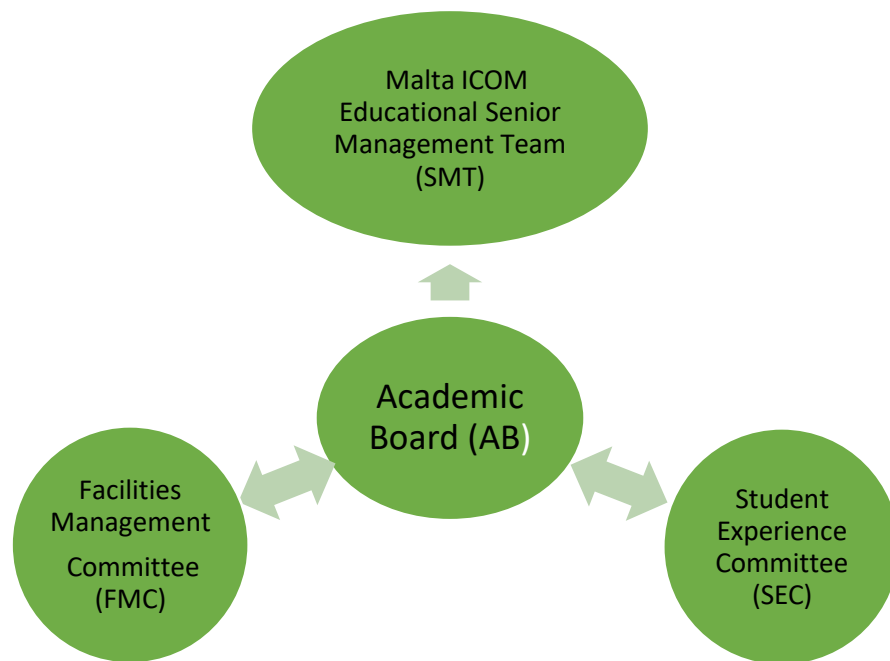 Malta ICOM
Educational Senior
Management Team
(SMT)
Academic
Board (AB)
Facilities
Management
Committee
(FMC)
Student
Experience
Committee
(SEC)